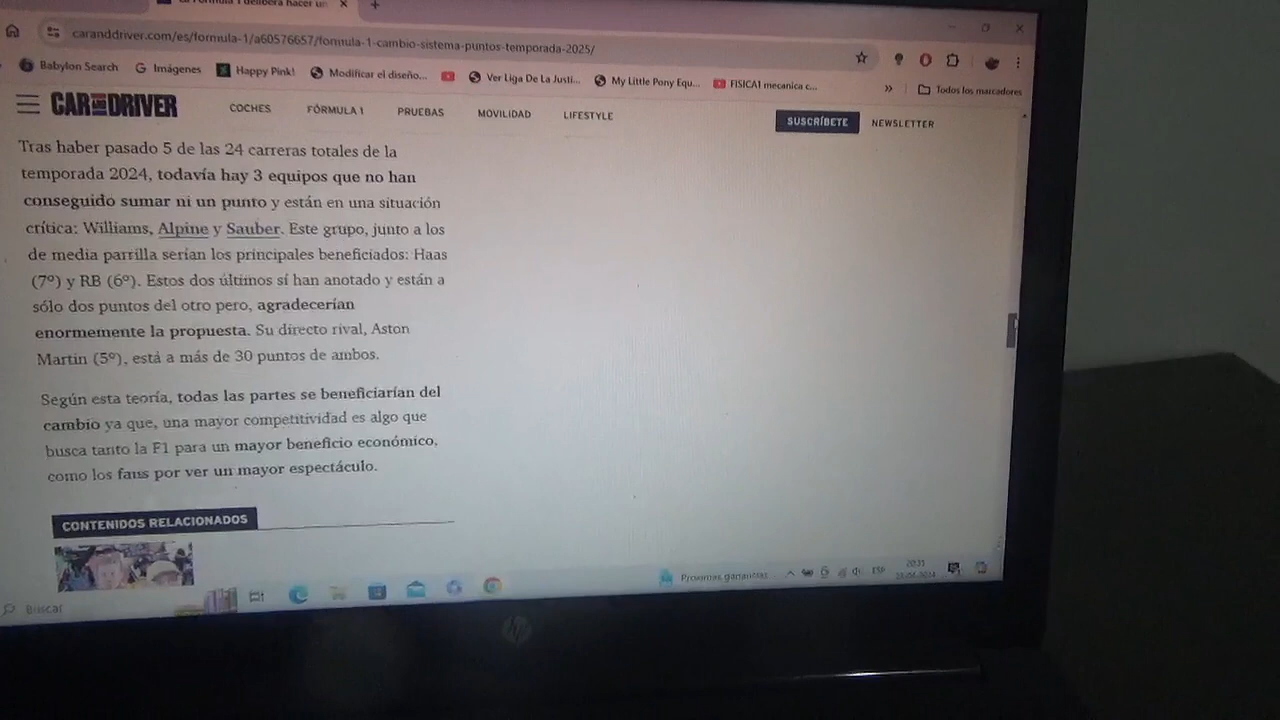 caranddriver.com/es/formula-1/a60576657/formula-1-cambio-sistema-puntos-temporada-2025/
Babylon Search Imágenes Happy Pink! Modificar el diseño... Ver Liga De La Justi... My Little Pony Equ... FISICA1 mecanica c... » Todos los marcadores
CAR AND DRIVER COCHES FÓRMULA 1 PRUEBAS MOVILIDAD LIFESTYLE SUSCRÍBETE NEWSLETTER
Tras haber pasado 5 de las 24 carreras totales de la
temporada 2024, todavía hay 3 equipos que no han
conseguido sumar ni un punto y están en una situación
crítica: Williams, Alpine y Sauber. Este grupo, junto a los
de media parrilla serían los principales beneficiados: Haas
(7º) y RB (6º). Estos dos últimos sí han anotado y están a
sólo dos puntos del otro pero, agradecerían
enormemente la propuesta. Su directo rival, Aston
Martin (5º), está a más de 30 puntos de ambos.
Según esta teoría, todas las partes se beneficiarían del
cambio ya que, una mayor competitividad es algo que
busca tanto la F1 para un mayor beneficio económico,
como los fans por ver un mayor espectáculo.
CONTENIDOS RELACIONADOS
Buscar Próximas ganancias ESP 20:31
hp